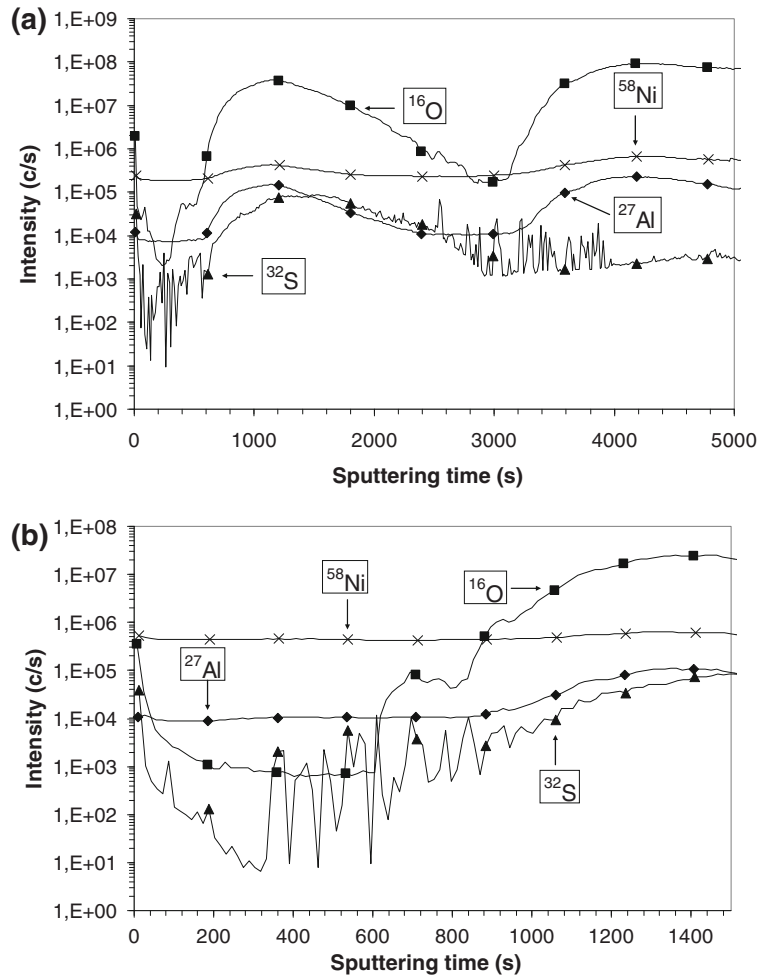 (a)
1,E+09
1,E+08
1,E+07
1,E+06
1,E+05
1,E+04
1,E+03
1,E+02
1,E+01
1,E+00
Intensity (c/s)
16O
58Ni
27Al
32S
0 1000 2000 3000 4000 5000
Sputtering time (s)
(b)
1,E+08
1,E+07
1,E+06
1,E+05
1,E+04
1,E+03
1,E+02
1,E+01
1,E+00
Intensity (c/s)
58Ni
16O
27Al
32S
0 200 400 600 800 1000 1200 1400
Sputtering time (s)